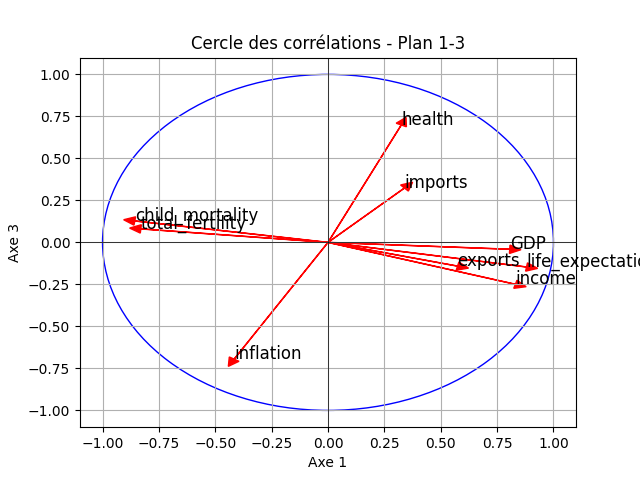 Cercle des corrélations - Plan 1-3
1.00
0.75
0.50
0.25
0.00
−0.25
−0.50
−0.75
−1.00
Axe 3
health
imports
child_mortality
total_fertility
GDP
exports
life_expectatio
income
inflation
−1.00 −0.75 −0.50 −0.25 0.00 0.25 0.50 0.75 1.00
Axe 1